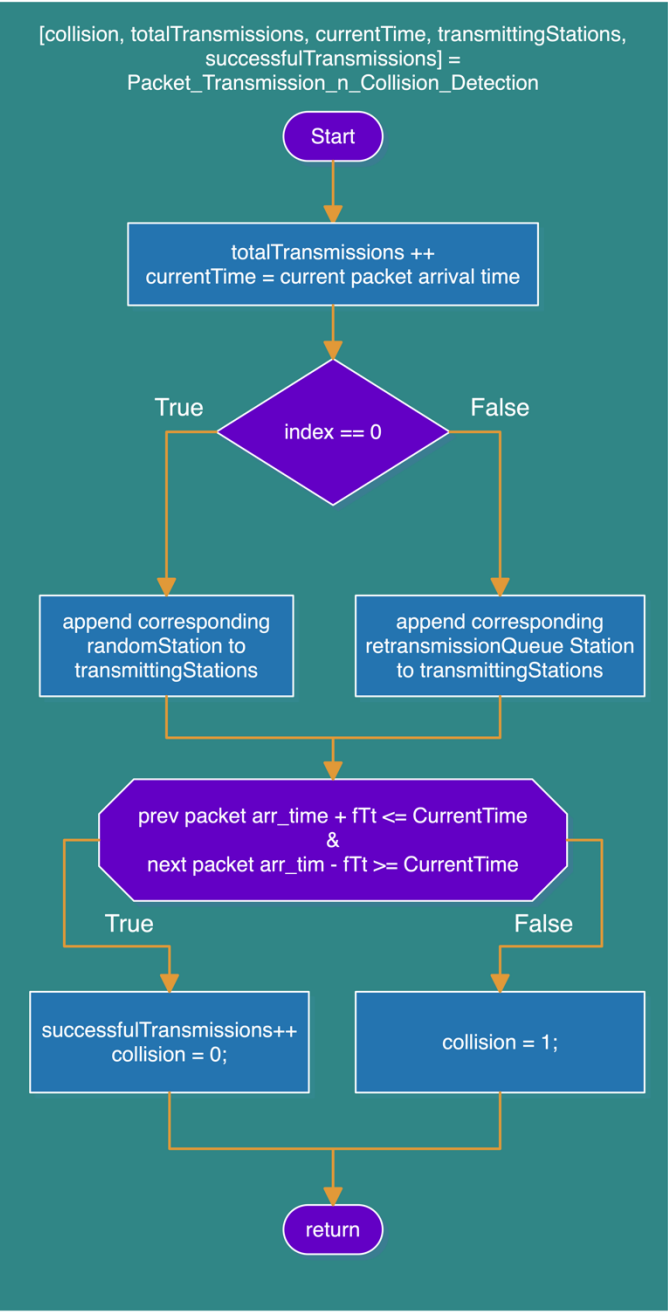 [collision, totalTransmissions, currentTime, transmittingStations,
successfulTransmissions] =
Packet_Transmission_n_Collision_Detection
Start
totalTransmissions ++
currentTime = current packet arrival time
index == 0
True
False
append corresponding
randomStation to
transmittingStations
append corresponding
retransmissionQueue Station
to transmittingStations
prev packet arr_time + fTt <= CurrentTime
&
next packet arr_tim - fTt >= CurrentTime
True
False
successfulTransmissions++
collision = 0;
collision = 1;
return